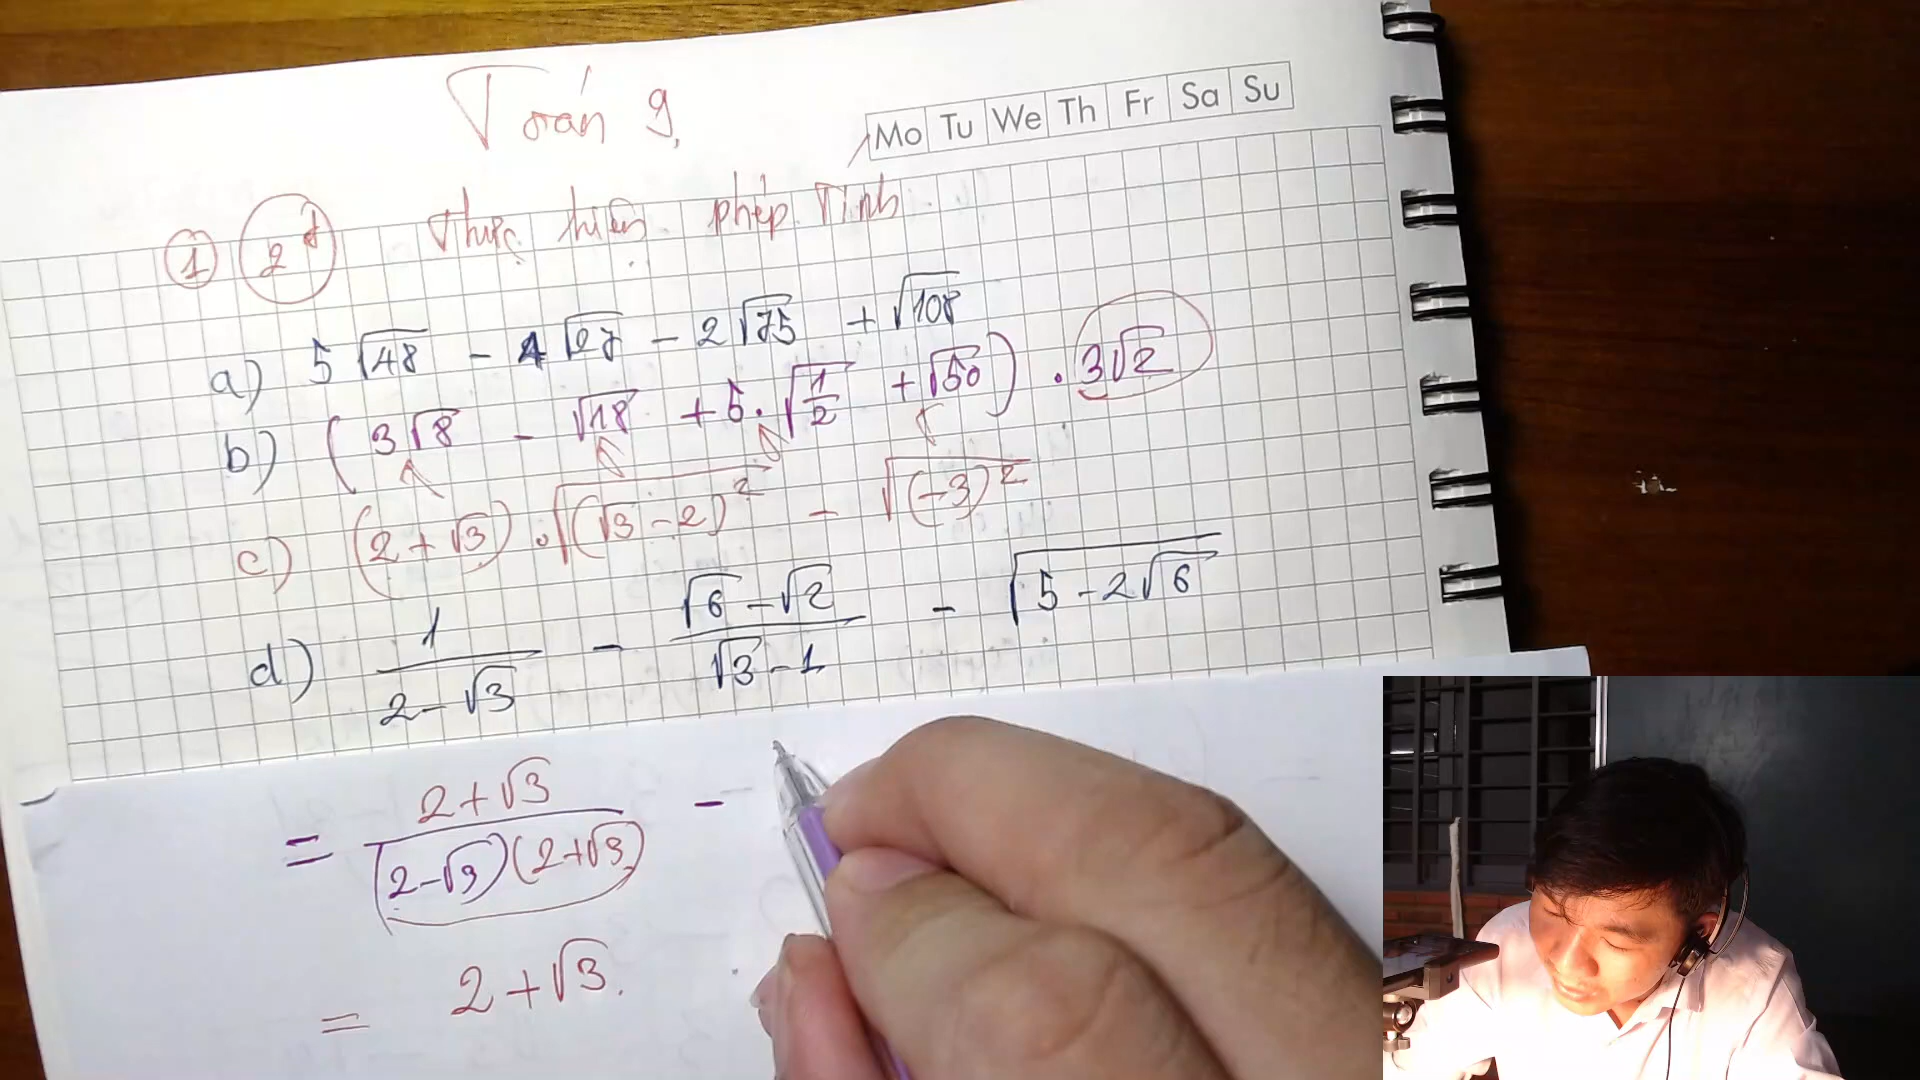 Toán 9.
Mo Tu We Th Fr Sa Su
① 2đ Thực hiện phép tính
a) 5√48 - 4√27 - 2√75 + √108
b) (3√8 - √18 + 5.√(1/2) + √50) . 3√2
c) (2 + √3) . √((√3 - 2)²) - √((-3)²)
d) 1/(2 - √3) - (√6 - √2)/(√3 - 1) - √(5 - 2√6)
= (2 + √3)/((2 - √3)(2 + √3)) -
= 2 + √3.